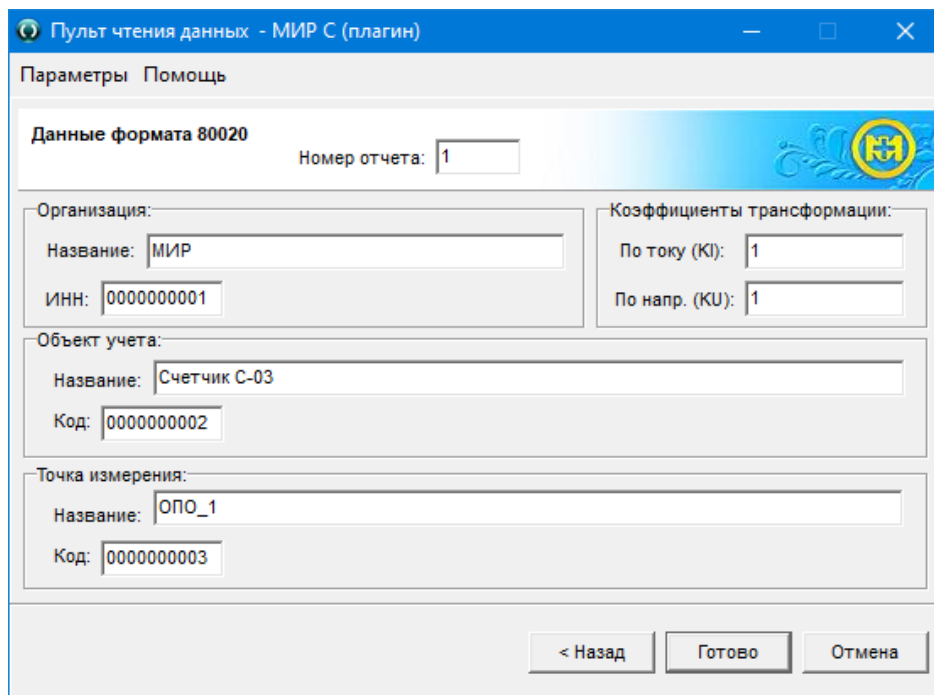 Пульт чтения данных - МИР С (плагин)
Параметры Помощь
Данные формата 80020
Номер отчета: 1
Организация:
Название: МИР
ИНН: 0000000001
Коэффициенты трансформации:
По току (KI): 1
По напр. (KU): 1
Объект учета:
Название: Счетчик С-03
Код: 0000000002
Точка измерения:
Название: ОПО_1
Код: 0000000003
< Назад Готово Отмена